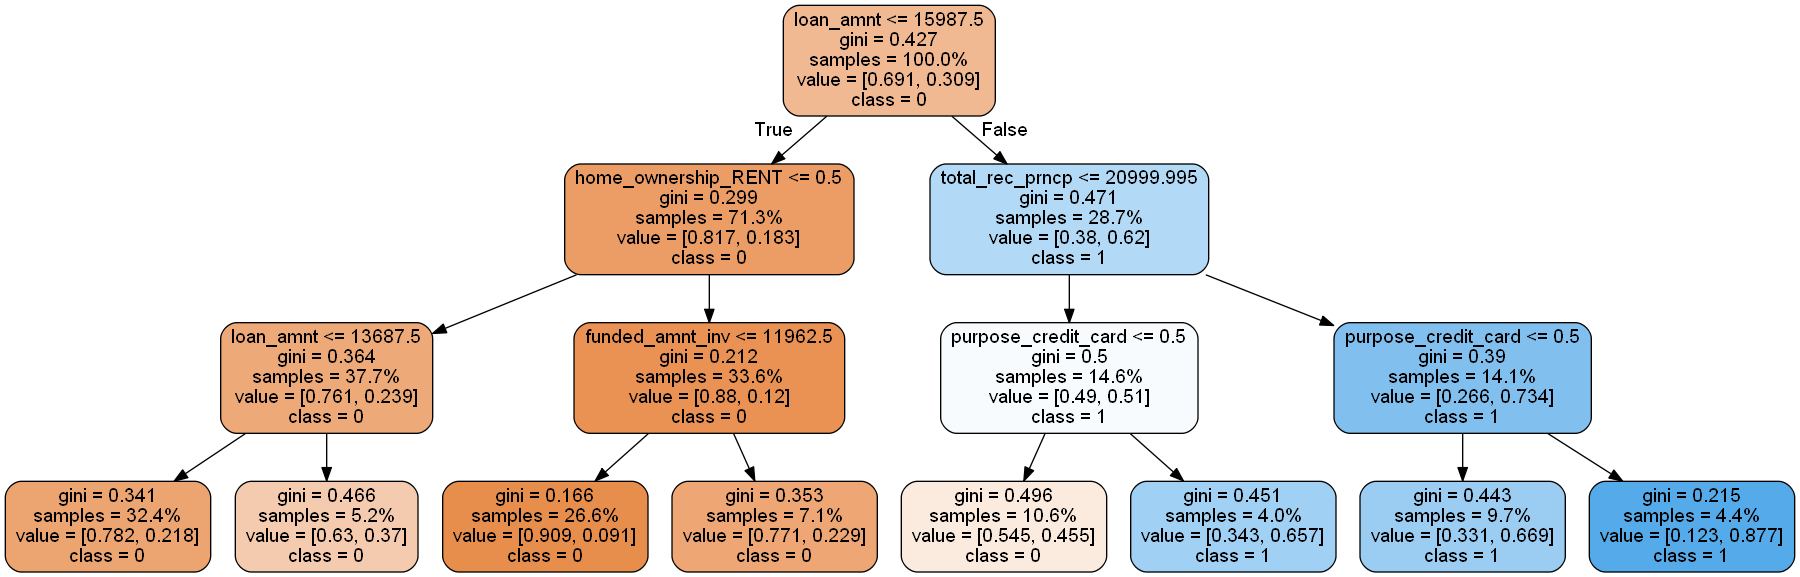 loan_amnt <= 15987.5
gini = 0.427
samples = 100.0%
value = [0.691, 0.309]
class = 0
True
False
home_ownership_RENT <= 0.5
gini = 0.299
samples = 71.3%
value = [0.817, 0.183]
class = 0
total_rec_prncp <= 20999.995
gini = 0.471
samples = 28.7%
value = [0.38, 0.62]
class = 1
loan_amnt <= 13687.5
gini = 0.364
samples = 37.7%
value = [0.761, 0.239]
class = 0
funded_amnt_inv <= 11962.5
gini = 0.212
samples = 33.6%
value = [0.88, 0.12]
class = 0
purpose_credit_card <= 0.5
gini = 0.5
samples = 14.6%
value = [0.49, 0.51]
class = 1
purpose_credit_card <= 0.5
gini = 0.39
samples = 14.1%
value = [0.266, 0.734]
class = 1
gini = 0.341
samples = 32.4%
value = [0.782, 0.218]
class = 0
gini = 0.466
samples = 5.2%
value = [0.63, 0.37]
class = 0
gini = 0.166
samples = 26.6%
value = [0.909, 0.091]
class = 0
gini = 0.353
samples = 7.1%
value = [0.771, 0.229]
class = 0
gini = 0.496
samples = 10.6%
value = [0.545, 0.455]
class = 0
gini = 0.451
samples = 4.0%
value = [0.343, 0.657]
class = 1
gini = 0.443
samples = 9.7%
value = [0.331, 0.669]
class = 1
gini = 0.215
samples = 4.4%
value = [0.123, 0.877]
class = 1